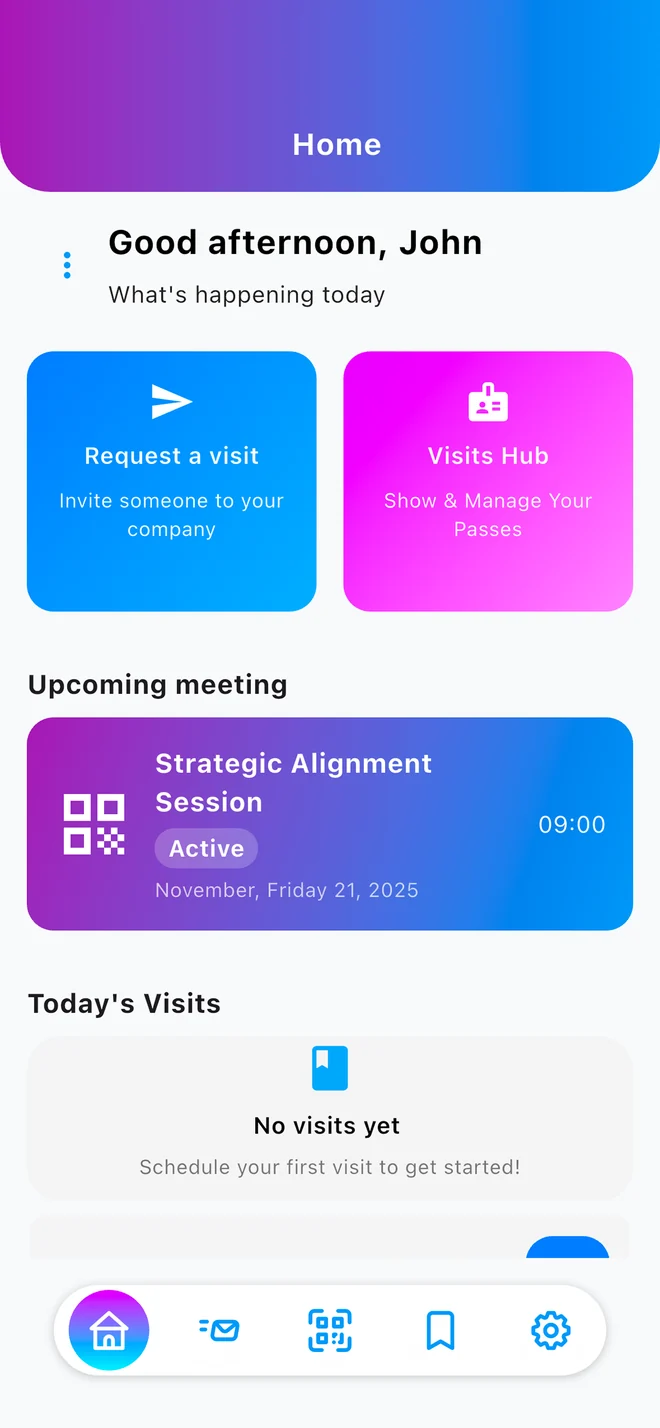 Home
Good afternoon, John
What's happening today
Request a visit
Invite someone to your
company
Visits Hub
Show & Manage Your
Passes
Upcoming meeting
Strategic Alignment
Session
Active
November, Friday 21, 2025
09:00
Today's Visits
No visits yet
Schedule your first visit to get started!